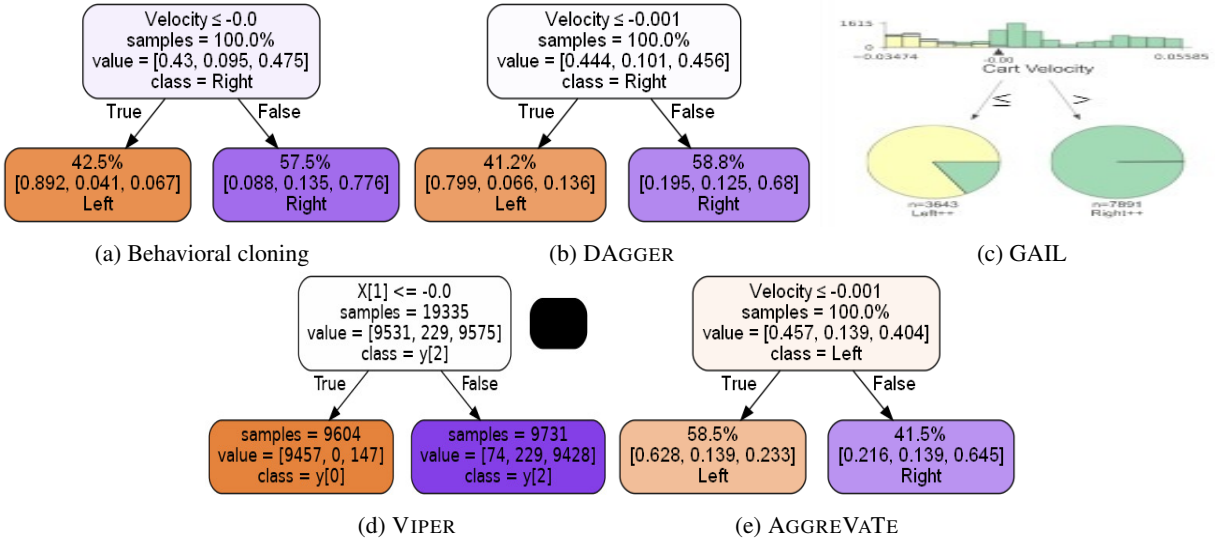 Velocity ≤ -0.0
samples = 100.0%
value = [0.43, 0.095, 0.475]
class = Right
True
False
42.5%
[0.892, 0.041, 0.067]
Left
57.5%
[0.088, 0.135, 0.776]
Right
(a) Behavioral cloning
Velocity ≤ -0.001
samples = 100.0%
value = [0.444, 0.101, 0.456]
class = Right
True
False
41.2%
[0.799, 0.066, 0.136]
Left
58.8%
[0.195, 0.125, 0.68]
Right
(b) DAGGER
1615
0
-0.03474
-0.00
0.05585
Cart Velocity
≤
>
n=3643
Left++
n=7891
Right++
(c) GAIL
X[1] <= -0.0
samples = 19335
value = [9531, 229, 9575]
class = y[2]
True
False
samples = 9604
value = [9457, 0, 147]
class = y[0]
samples = 9731
value = [74, 229, 9428]
class = y[2]
(d) VIPER
Velocity ≤ -0.001
samples = 100.0%
value = [0.457, 0.139, 0.404]
class = Left
True
False
58.5%
[0.628, 0.139, 0.233]
Left
41.5%
[0.216, 0.139, 0.645]
Right
(e) AGGREVATE